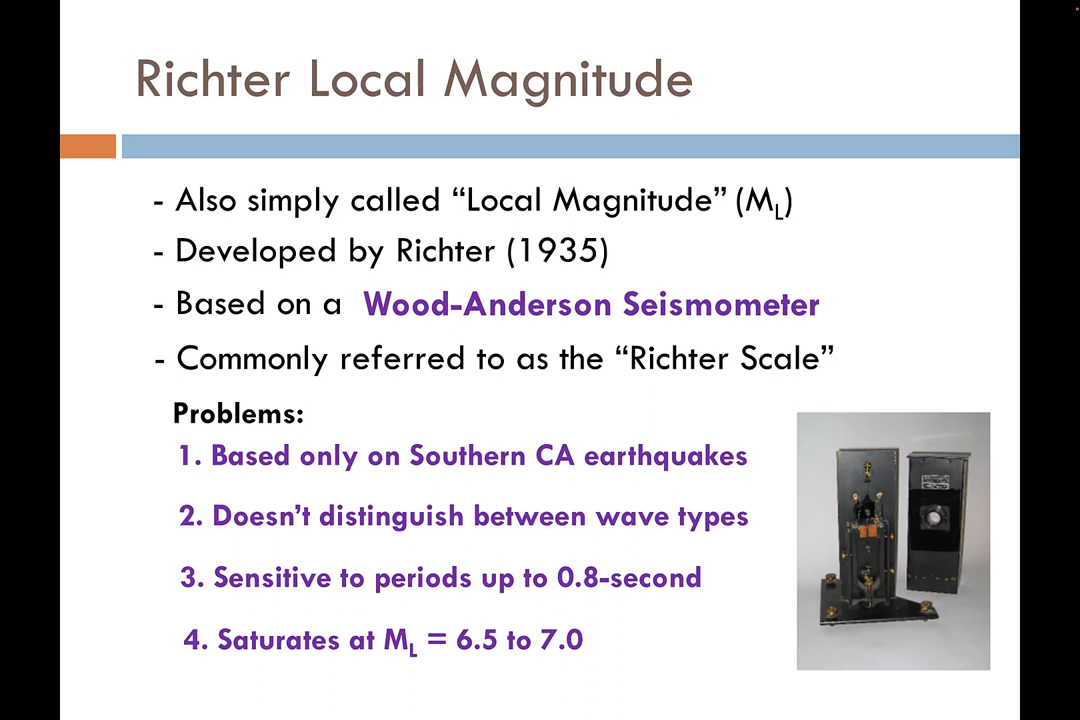 Richter Local Magnitude
- Also simply called “Local Magnitude” (ML)
- Developed by Richter (1935)
- Based on a Wood-Anderson Seismometer
- Commonly referred to as the “Richter Scale”
Problems:
1. Based only on Southern CA earthquakes
2. Doesn’t distinguish between wave types
3. Sensitive to periods up to 0.8-second
4. Saturates at ML = 6.5 to 7.0